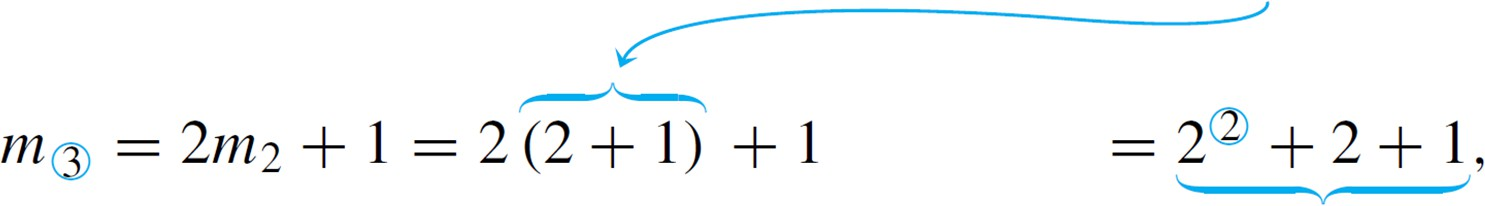 m₃ = 2m₂ + 1 = 2 (2 + 1) + 1 = 2² + 2 + 1,